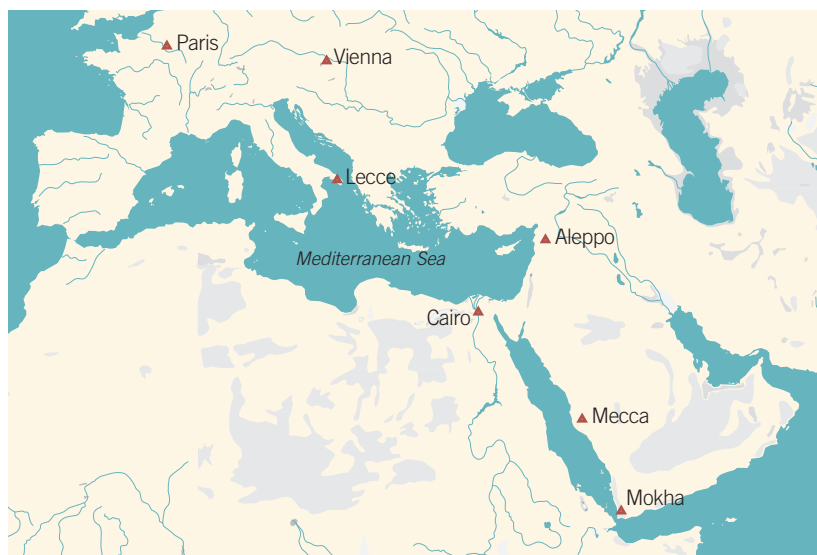 Paris
Vienna
Lecce
Aleppo
Mediterranean Sea
Cairo
Mecca
Mokha